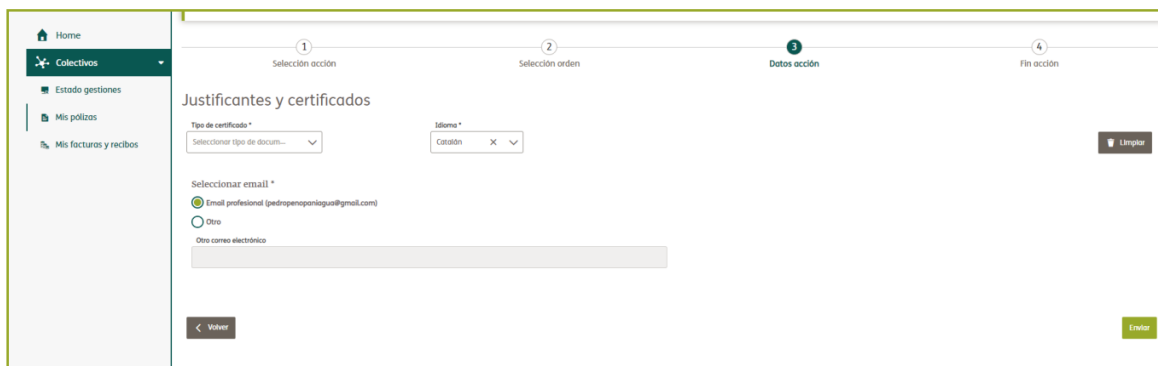 Home
Colectivos
Estado gestiones
Mis pólizas
Mis facturas y recibos
1
2
3
4
Selección acción
Selección orden
Datos acción
Fin acción
Justificantes y certificados
Tipo de certificado *
Idioma *
Seleccionar tipo de docum...
Catalán
Limpiar
Seleccionar email *
Email profesional (pedropenopaniagua@gmail.com)
Otro
Otro correo electrónico
Volver
Enviar